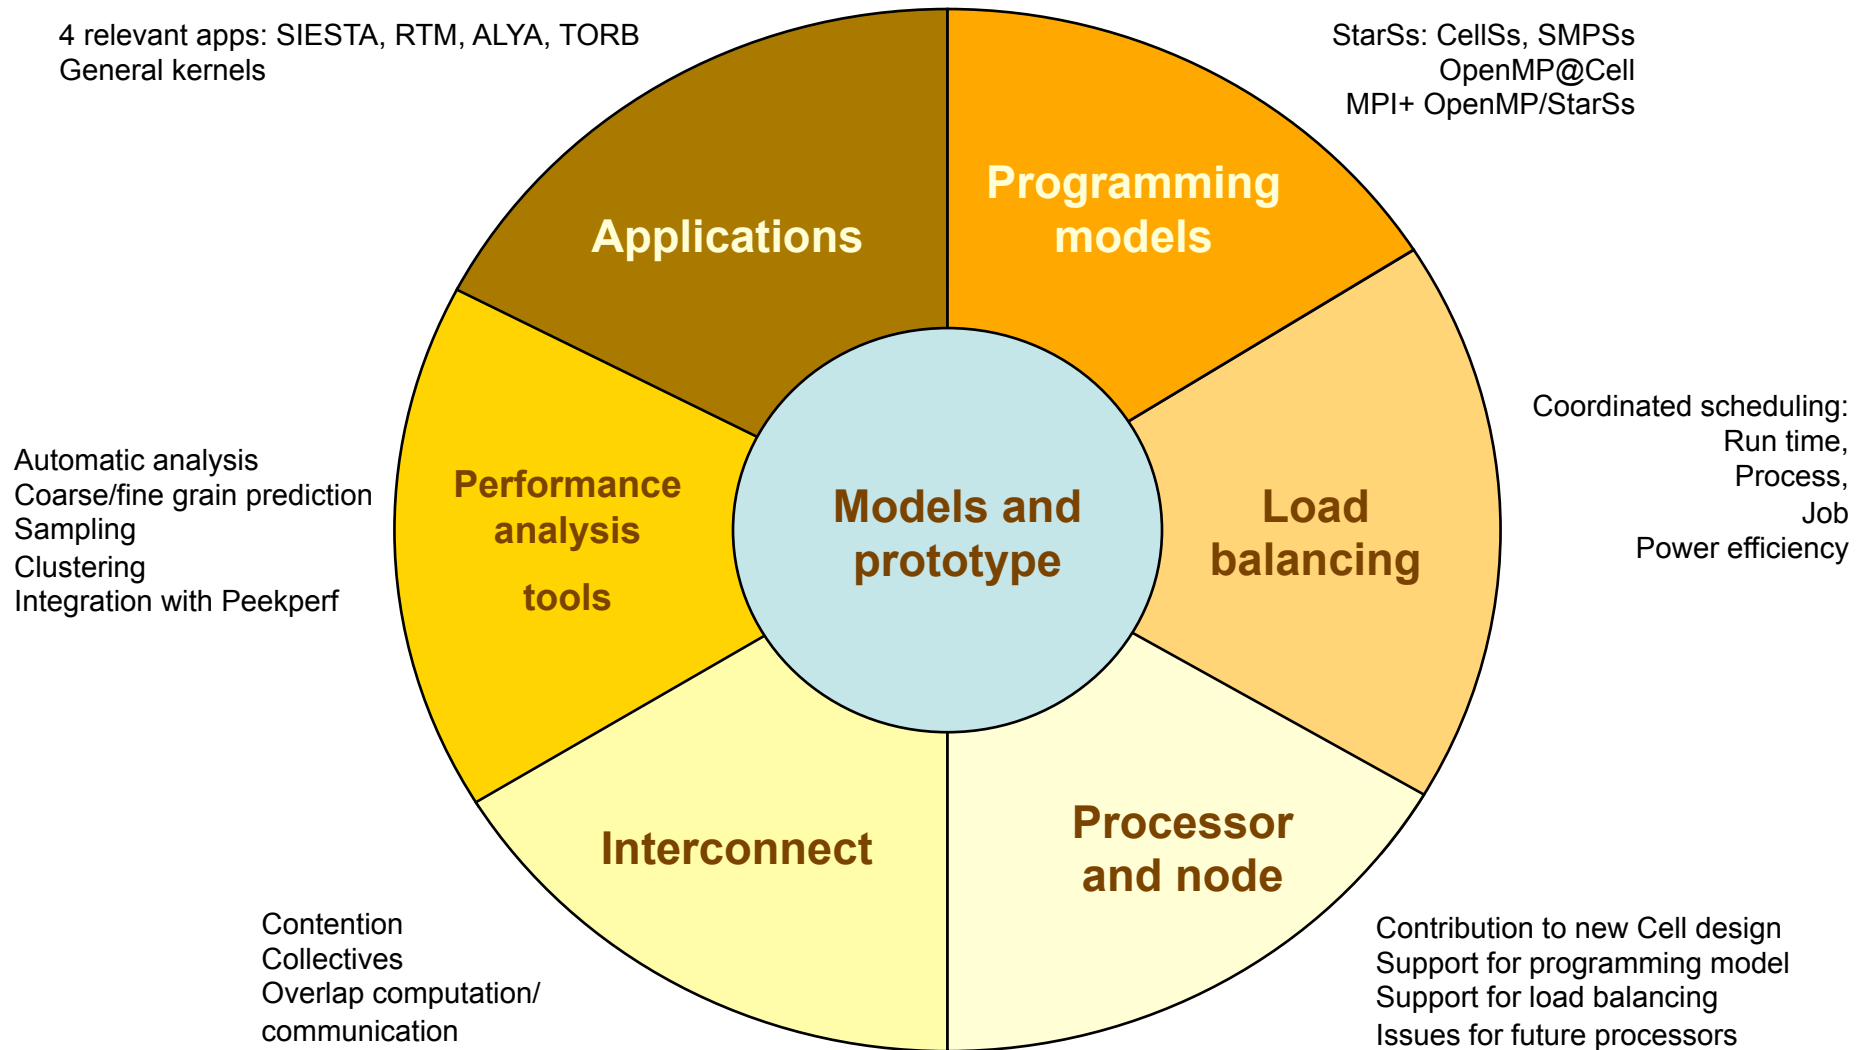 4 relevant apps: SIESTA, RTM, ALYA, TORB
General kernels
StarSs: CellSs, SMPSs
OpenMP@Cell
MPI+ OpenMP/StarSs
Applications
Programming
models
Automatic analysis
Coarse/fine grain prediction
Sampling
Clustering
Integration with Peekperf
Performance
analysis
tools
Models and
prototype
Load
balancing
Coordinated scheduling:
Run time,
Process,
Job
Power efficiency
Interconnect
Processor
and node
Contention
Collectives
Overlap computation/
communication
Contribution to new Cell design
Support for programming model
Support for load balancing
Issues for future processors